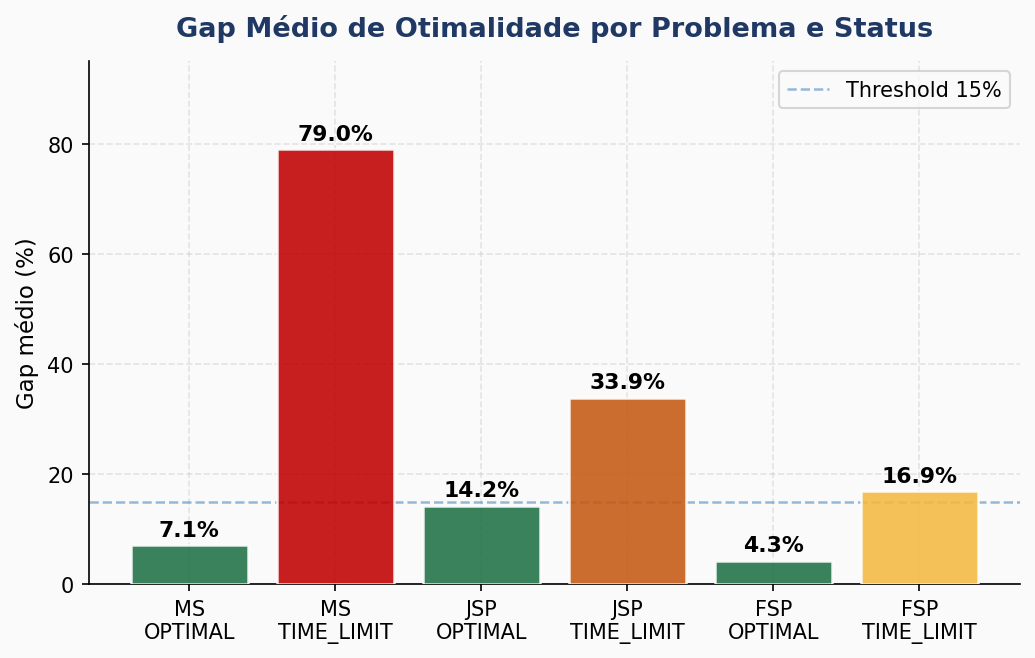 Gap Médio de Otimalidade por Problema e Status
Threshold 15%
Gap médio (%)
80
60
40
20
0
7.1%
79.0%
14.2%
33.9%
4.3%
16.9%
MS
OPTIMAL
MS
TIME_LIMIT
JSP
OPTIMAL
JSP
TIME_LIMIT
FSP
OPTIMAL
FSP
TIME_LIMIT